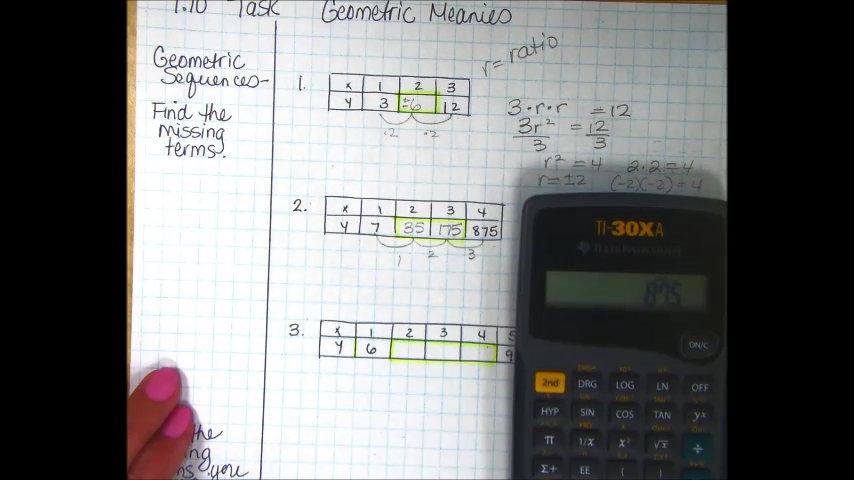 1.10 Task Geometric Meanies
Geometric
Sequences-
Find the
missing
terms.
r = ratio
1.
x 1 2 3
y 3 ±6 12
·2 ·2
3·r·r = 12
3r² = 12
3 3
r² = 4 2·2=4
r = ±2 (-2)(-2) = 4
2.
x 1 2 3 4
y 7 35 175 875
1 2 3
3.
x 1 2 3 4 5
y 6 9
the
you
TI-30XA
TEXAS INSTRUMENTS
875
ON/C
2nd DRG LOG LN OFF
HYP SIN COS TAN yˣ
π 1/x x² √x ÷
Σ+ EE ( )